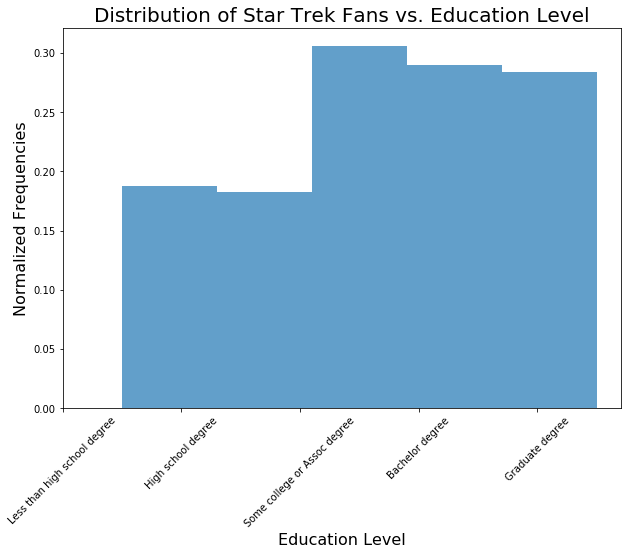 Distribution of Star Trek Fans vs. Education Level
Normalized Frequencies
0.30
0.25
0.20
0.15
0.10
0.05
0.00
Less than high school degree
High school degree
Some college or Assoc degree
Bachelor degree
Graduate degree
Education Level